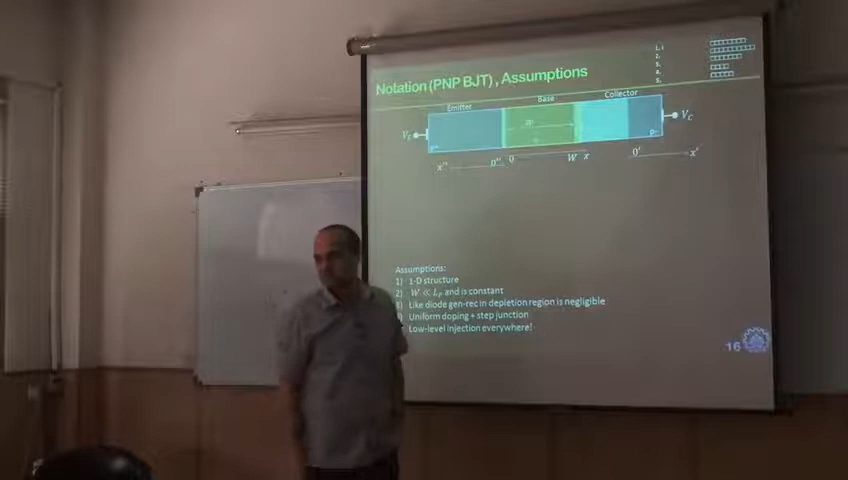 Notation (PNP BJT) , Assumptions
Emitter
Base
Collector
V_E
V_C
W
x'' 0'' 0 W x 0' x'
Assumptions:
1) 1-D structure
2) W ≪ L_P and is constant
Like diode gen-rec in depletion region is negligible
Uniform doping + step junction
Low-level injection everywhere!
16